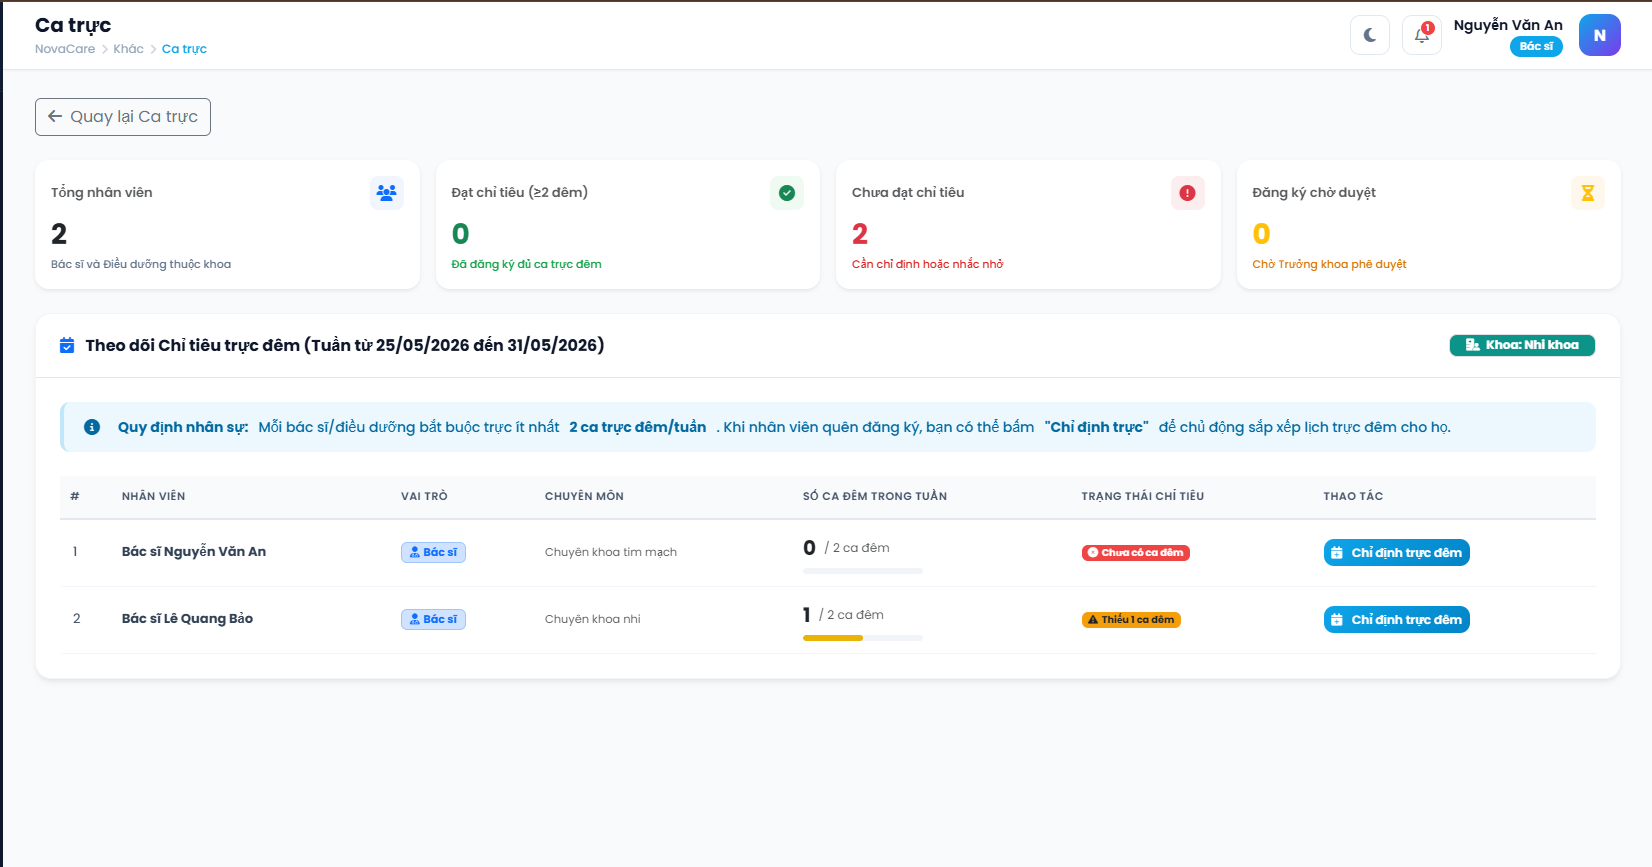 Ca trực
NovaCare > Khác > Ca trực
1
Nguyễn Văn An
Bác sĩ
N
← Quay lại Ca trực
Tổng nhân viên
2
Bác sĩ và Điều dưỡng thuộc khoa
Đạt chỉ tiêu (≥2 đêm)
0
Đã đăng ký đủ ca trực đêm
Chưa đạt chỉ tiêu
2
Cần chỉ định hoặc nhắc nhở
Đăng ký chờ duyệt
0
Chờ Trưởng khoa phê duyệt
Theo dõi Chỉ tiêu trực đêm (Tuần từ 25/05/2026 đến 31/05/2026)
Khoa: Nhi khoa
Quy định nhân sự: Mỗi bác sĩ/điều dưỡng bắt buộc trực ít nhất 2 ca trực đêm/tuần . Khi nhân viên quên đăng ký, bạn có thể bấm "Chỉ định trực" để chủ động sắp xếp lịch trực đêm cho họ.
# NHÂN VIÊN VAI TRÒ CHUYÊN MÔN SỐ CA ĐÊM TRONG TUẦN TRẠNG THÁI CHỈ TIÊU THAO TÁC
1 Bác sĩ Nguyễn Văn An Bác sĩ Chuyên khoa tim mạch 0 / 2 ca đêm Chưa có ca đêm Chỉ định trực đêm
2 Bác sĩ Lê Quang Bảo Bác sĩ Chuyên khoa nhi 1 / 2 ca đêm Thiếu 1 ca đêm Chỉ định trực đêm